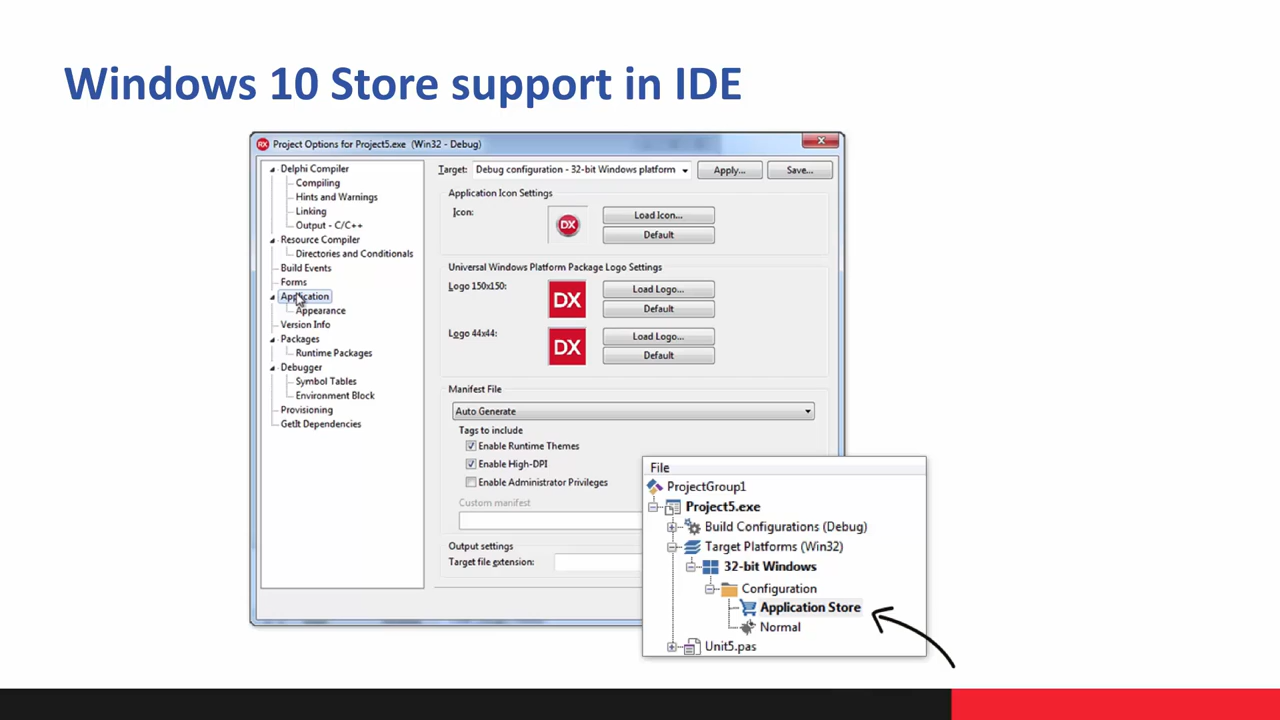 Windows 10 Store support in IDE
RX Project Options for Project5.exe (Win32 - Debug)
Delphi Compiler
Compiling
Hints and Warnings
Linking
Output - C/C++
Resource Compiler
Directories and Conditionals
Build Events
Forms
Application
Appearance
Version Info
Packages
Runtime Packages
Debugger
Symbol Tables
Environment Block
Provisioning
GetIt Dependencies
Target: Debug configuration - 32-bit Windows platform Apply... Save...
Application Icon Settings
Icon: DX Load Icon...
Default
Universal Windows Platform Package Logo Settings
Logo 150x150: DX Load Logo...
Default
Logo 44x44: DX Load Logo...
Default
Manifest File
Auto Generate
Tags to include
Enable Runtime Themes
Enable High-DPI
Enable Administrator Privileges
Custom manifest
Output settings
Target file extension:
File
ProjectGroup1
Project5.exe
Build Configurations (Debug)
Target Platforms (Win32)
32-bit Windows
Configuration
Application Store
Normal
Unit5.pas